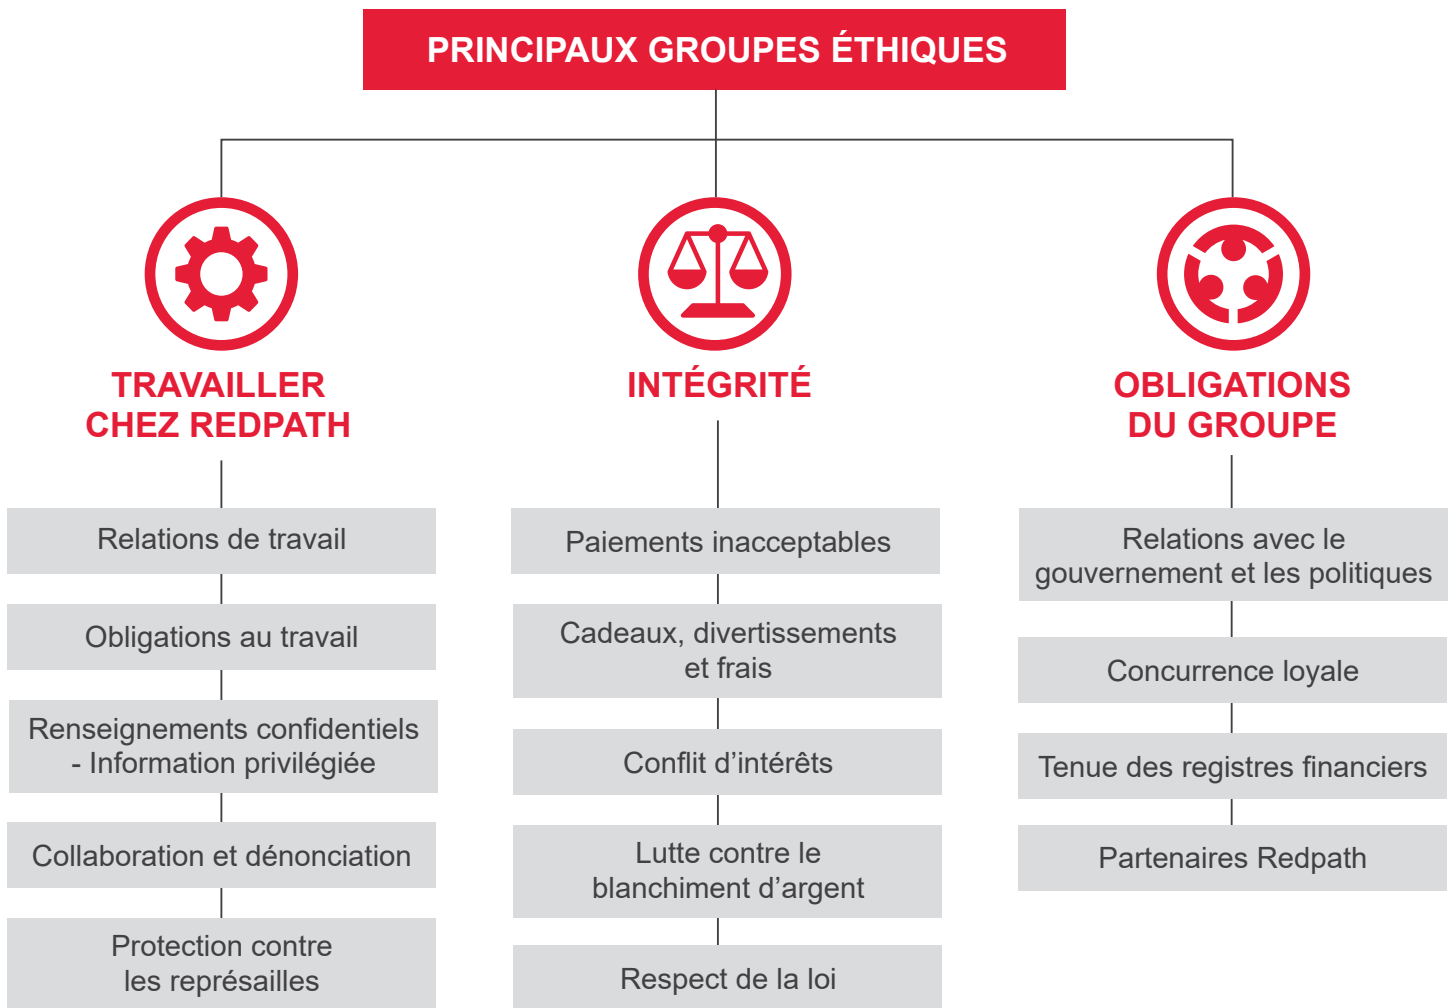 PRINCIPAUX GROUPES ÉTHIQUES
TRAVAILLER
CHEZ REDPATH
Relations de travail
Obligations au travail
Renseignements confidentiels
- Information privilégiée
Collaboration et dénonciation
Protection contre
les représailles
INTÉGRITÉ
Paiements inacceptables
Cadeaux, divertissements
et frais
Conflit d’intérêts
Lutte contre le
blanchiment d’argent
Respect de la loi
OBLIGATIONS
DU GROUPE
Relations avec le
gouvernement et les politiques
Concurrence loyale
Tenue des registres financiers
Partenaires Redpath